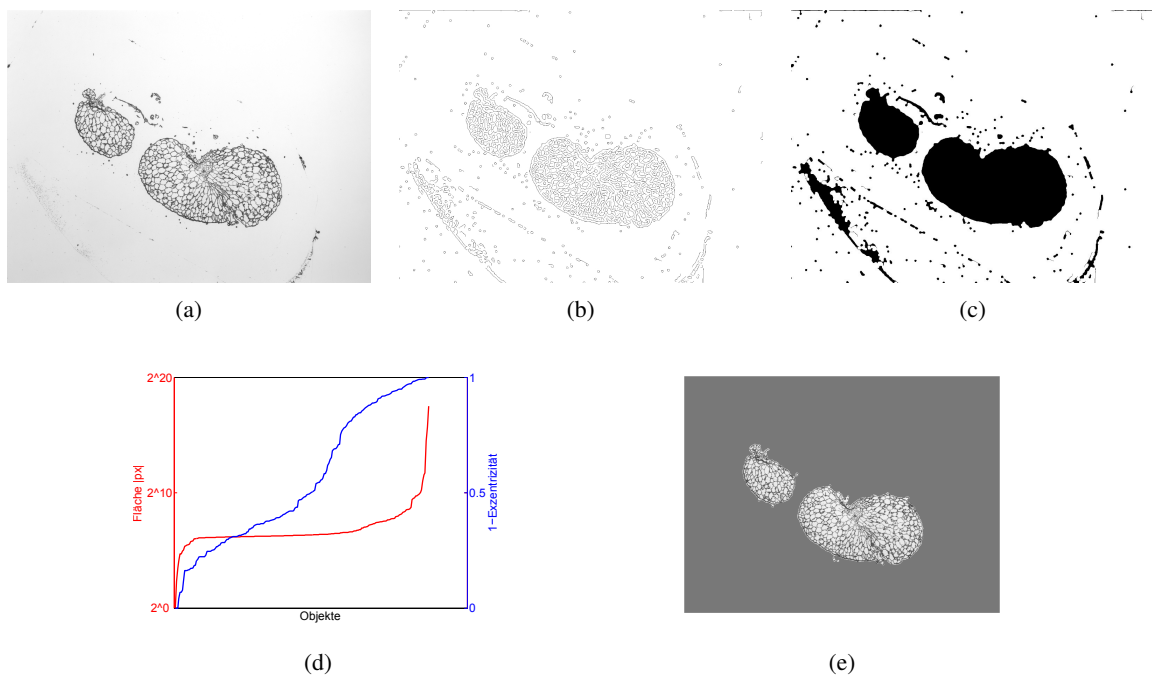 (a)
(b)
(c)
2^20
2^10
2^0
Fläche |px|
1
0.5
0
1−Exzentrizität
Objekte
(d)
(e)